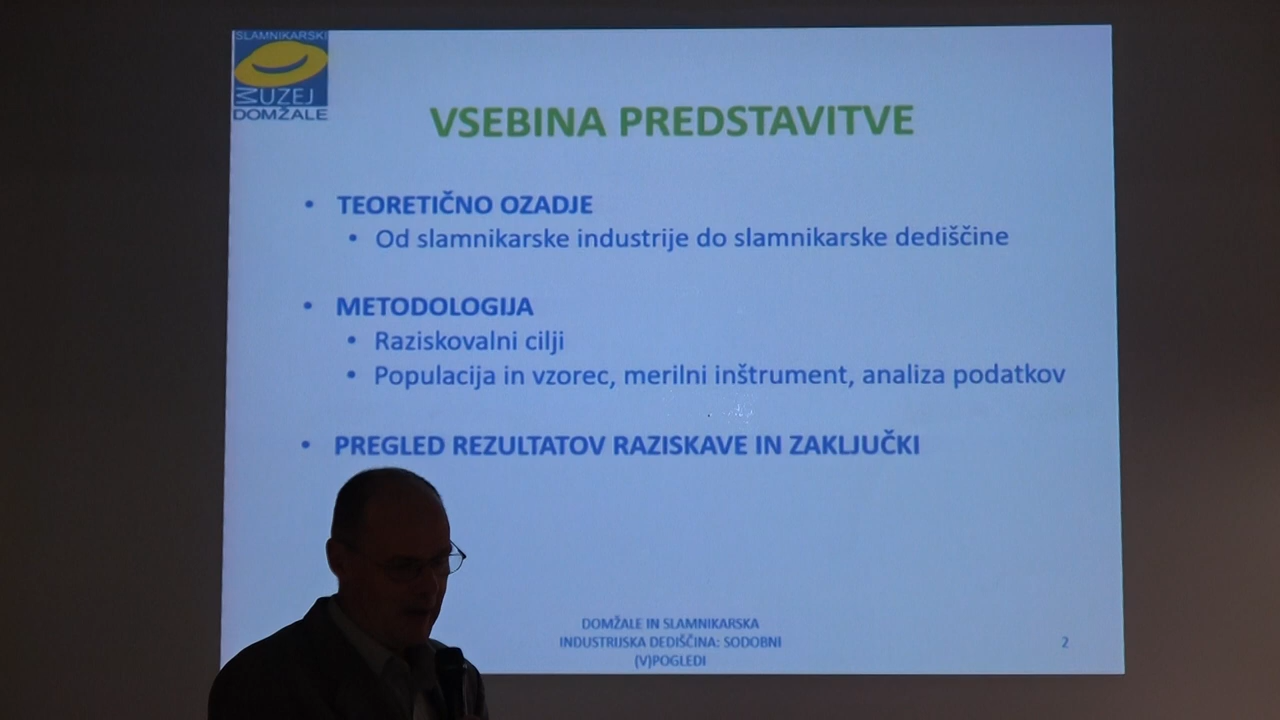 SLAMNIKARSKI
MUZEJ
DOMŽALE
VSEBINA PREDSTAVITVE
• TEORETIČNO OZADJE
• Od slamnikarske industrije do slamnikarske dediščine
• METODOLOGIJA
• Raziskovalni cilji
• Populacija in vzorec, merilni inštrument, analiza podatkov
• PREGLED REZULTATOV RAZISKAVE IN ZAKLJUČKI
DOMŽALE IN SLAMNIKARSKA
INDUSTRIJSKA DEDIŠČINA: SODOBNI
(V)POGLEDI
2